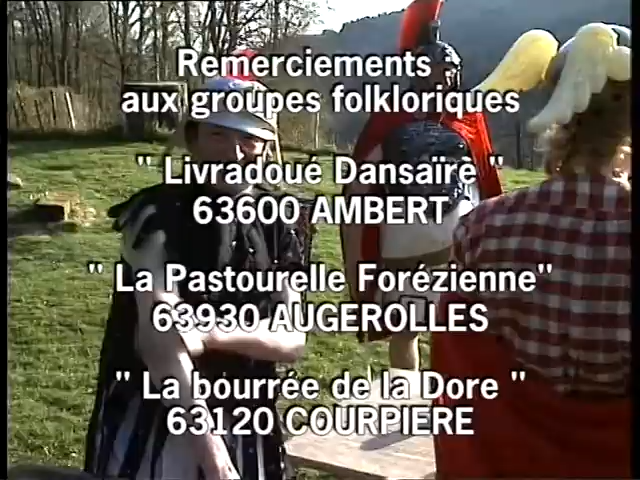 Remerciements
aux groupes folkloriques
" Livradoué Dansaïrè "
63600 AMBERT
" La Pastourelle Forézienne"
63930 AUGEROLLES
" La bourrée de la Dore "
63120 COURPIERE